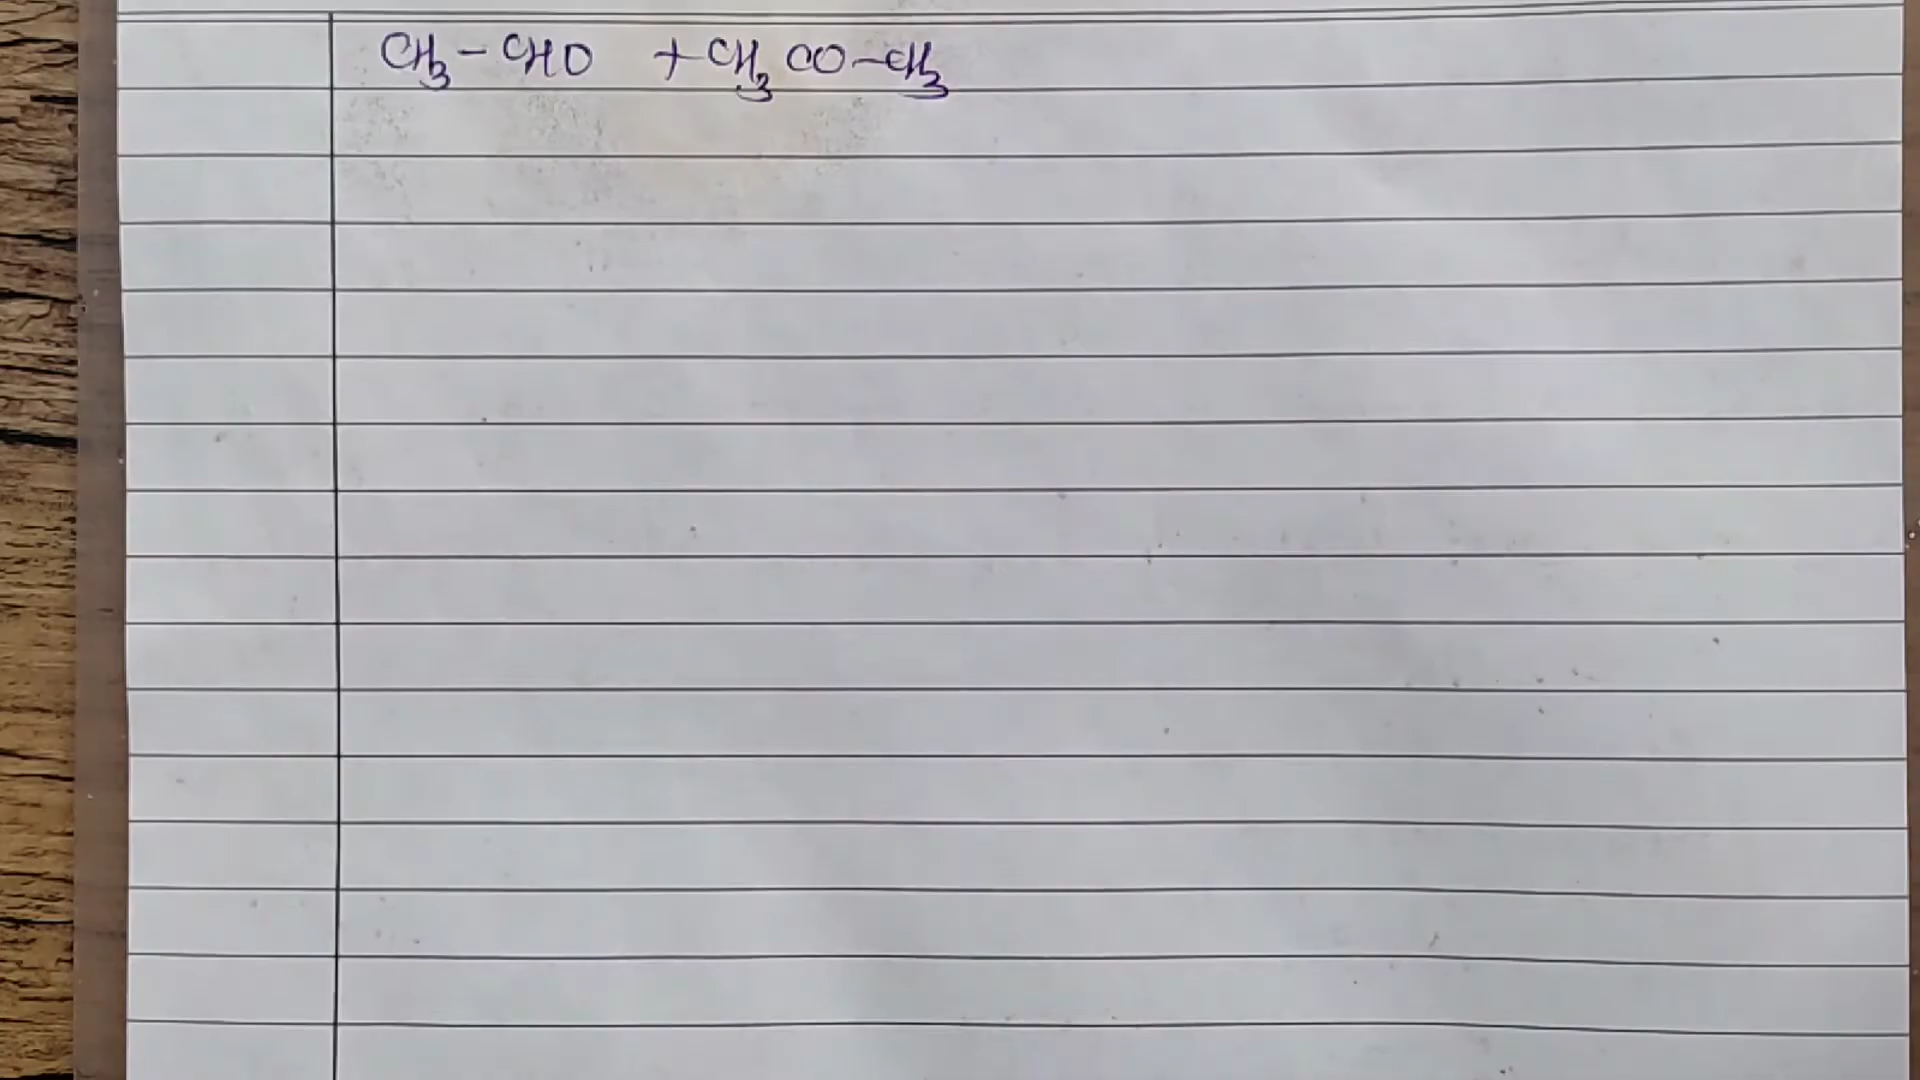 CH₃ - CHO + CH₃ CO - CH₃